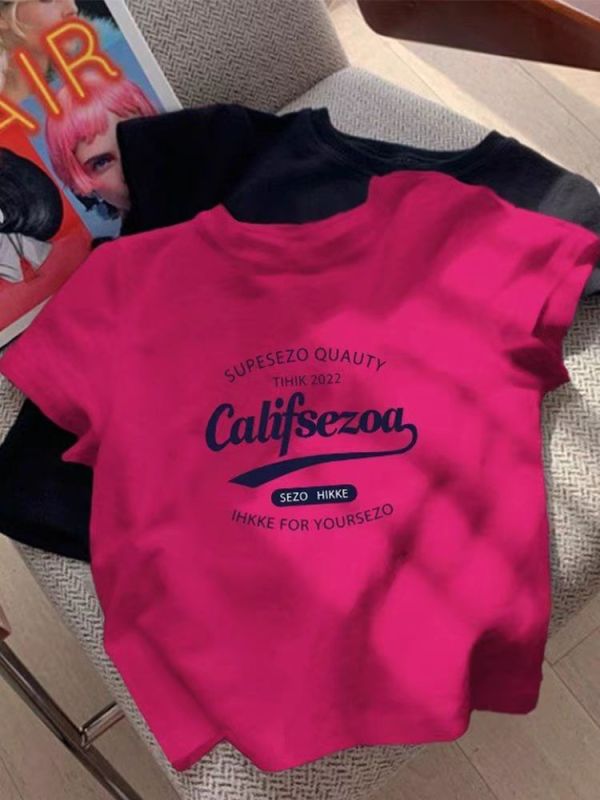 AIR
SUPESEZO QUAUTY
TIHIK 2022
Califsezoa
SEZO HIKKE
IHKKE FOR YOURSEZO